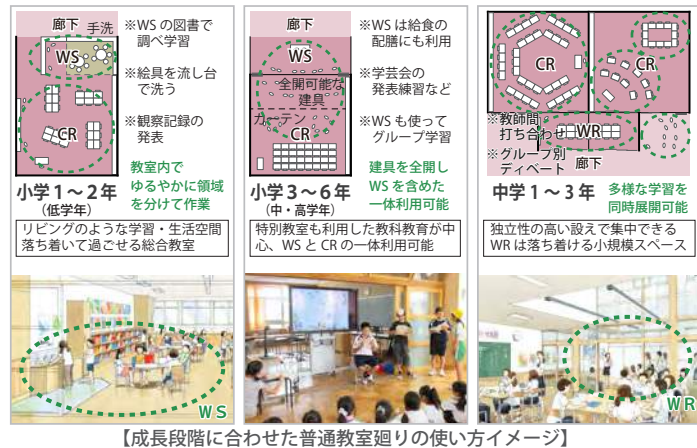 廊下
手洗
WS
CR
※WSの図書で
調べ学習
※絵具を流し台
で洗う
※観察記録の
発表
教室内で
ゆるやかに領域
を分けて作業
小学1～2年
（低学年）
リビングのような学習・生活空間
落ち着いて過ごせる総合教室
WS
廊下
WS
全開可能な
建具
カーテン
CR
※WSは給食の
配膳にも利用
※学芸会の
発表練習など
※WSも使って
グループ学習
建具を全開し
WSを含めた
一体利用可能
小学3～6年
（中・高学年）
特別教室も利用した教科教育が中
心、WSとCRの一体利用可能
CR
CR
※教師間
打ち合わせ
WR
※グループ別
ディベート
廊下
中学1～3年
多様な学習を
同時展開可能
独立性の高い設えで集中できる
WRは落ち着ける小規模スペース
WR
【成長段階に合わせた普通教室廻りの使い方イメージ】